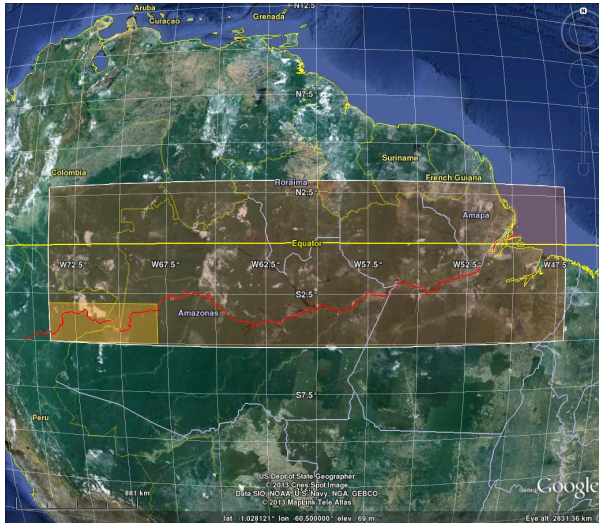 Aruba
Curaçao
Grenada
N12.5°
N
N7.5°
Colombia
Suriname
French Guiana
Roraima
N2.5°
Amapa
Equator
W72.5° W67.5° W62.5° W57.5° W52.5° W47.5°
S2.5°
Amazonas
S7.5°
Peru
881 km
US Dept of State Geographer
© 2013 Cnes/Spot Image
Data SIO, NOAA, U.S. Navy, NGA, GEBCO
© 2013 MapLink/Tele Atlas
Google
lat -1.028121° lon -60.500000° elev 69 m
Eye alt 2831.36 km